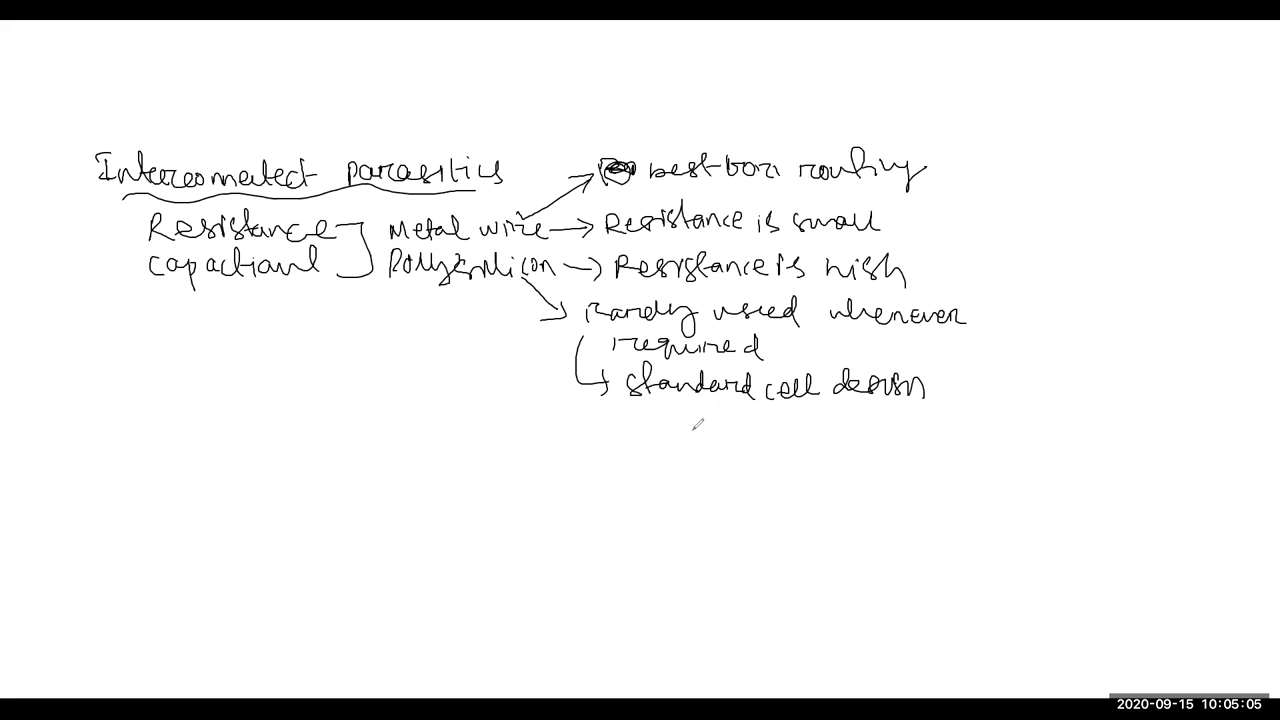 Interconnect parasitics
best for routing
Resistance
Metal wire → Resistance is small
capacitant
Polysilicon → Resistance is high
Rarely used whenever
required
standard cell design
2020-09-15 10:05:05